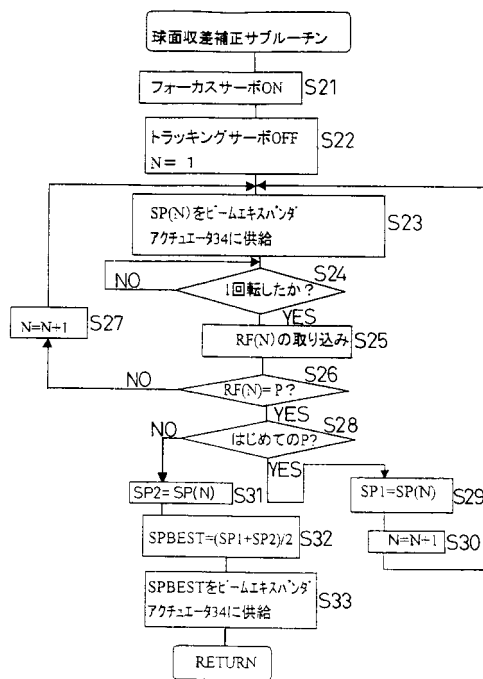 球面収差補正サブルーチン
フォーカスサーボON
S21
トラッキングサーボOFF
N= 1
S22
SP(N)をビームエキスパンダ
アクチュエータ34に供給
S23
S24
1回転したか?
NO
YES
N=N+1
S27
RF(N)の取り込み
S25
S26
RF(N)=P?
NO
YES
S28
はじめてのP?
NO
YES
SP2=SP(N)
S31
SP1=SP(N)
S29
SPBEST=(SP1+SP2)/2
S32
N=N+1
S30
SPBESTをビームエキスパンダ
アクチュエータ34に供給
S33
RETURN